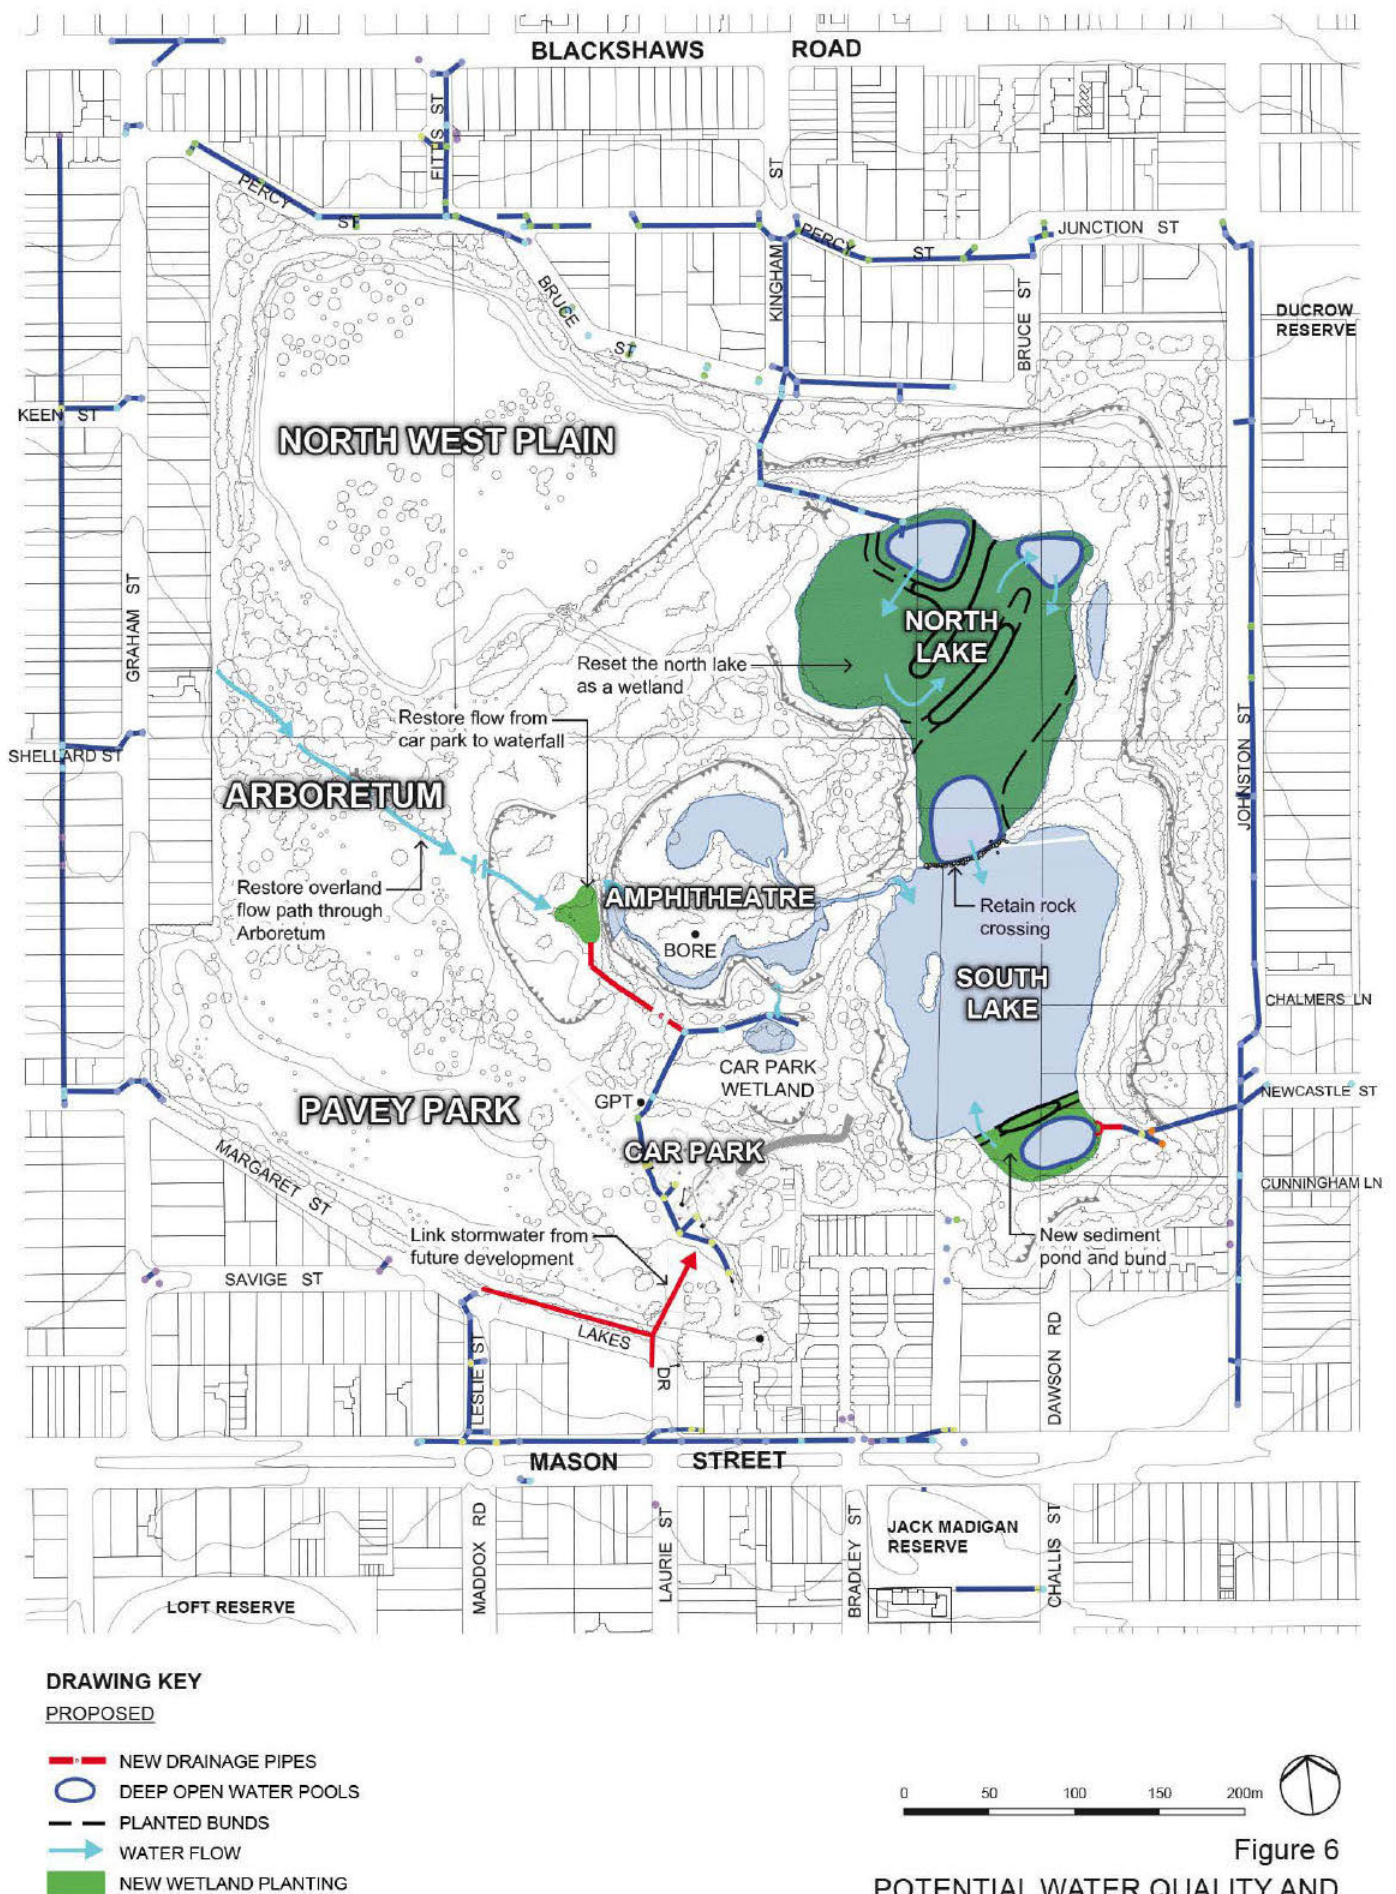 BLACKSHAWS ROAD
FITTIS ST
PERCY
ST
ST
KINGHAM
PERCY
ST
JUNCTION ST
BRUCE
ST
BRUCE ST
DUCROW
RESERVE
KEEN ST
NORTH WEST PLAIN
GRAHAM ST
NORTH
LAKE
Reset the north lake
as a wetland
Restore flow from
car park to waterfall
SHELLARD ST
ARBORETUM
JOHNSTON ST
Restore overland
flow path through
Arboretum
AMPHITHEATRE
BORE
Retain rock
crossing
SOUTH
LAKE
CHALMERS LN
CAR PARK
WETLAND
NEWCASTLE ST
GPT
PAVEY PARK
CAR PARK
MARGARET ST
CUNNINGHAM LN
Link stormwater from
future development
New sediment
pond and bund
SAVIGE ST
LAKES
DR
LESLIE ST
DAWSON RD
MASON STREET
MADDOX RD
LAURIE ST
BRADLEY ST
JACK MADIGAN
RESERVE
CHALLIS ST
LOFT RESERVE
DRAWING KEY
PROPOSED
NEW DRAINAGE PIPES
DEEP OPEN WATER POOLS
PLANTED BUNDS
WATER FLOW
NEW WETLAND PLANTING
0 50 100 150 200m
Figure 6
POTENTIAL WATER QUALITY AND